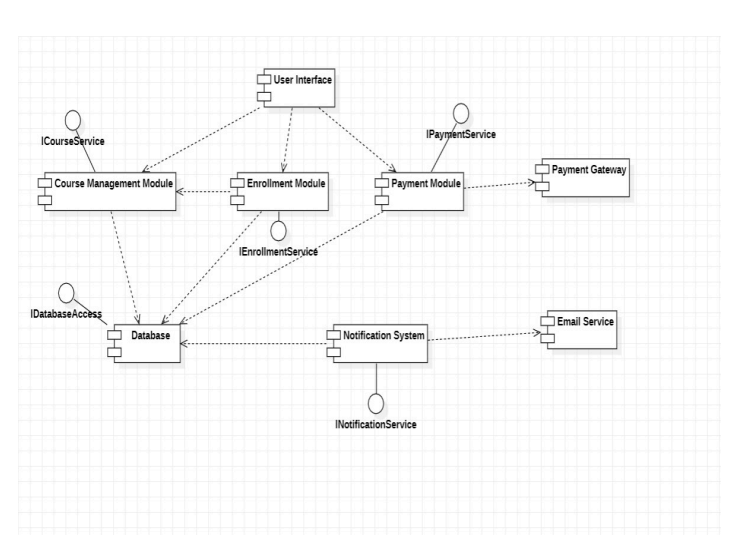 User Interface
ICourseService
IPaymentService
Course Management Module
Enrollment Module
Payment Module
Payment Gateway
IEnrollmentService
IDatabaseAccess
Database
Notification System
Email Service
INotificationService